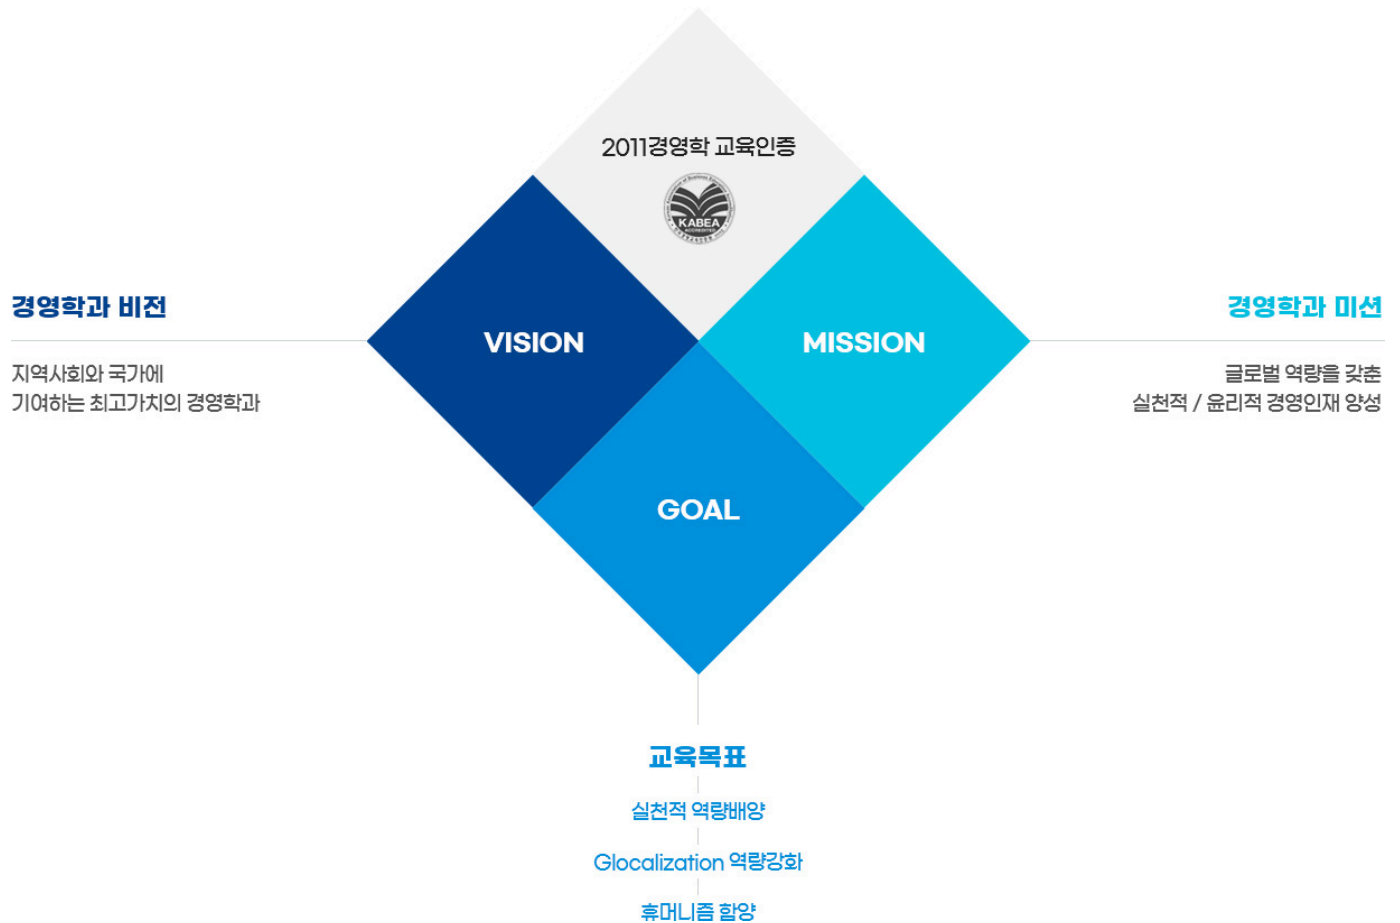 2011경영학 교육인증
KABEA
ACCREDITED
경영학과 비전
경영학과 미션
VISION
MISSION
지역사회와 국가에
기여하는 최고가치의 경영학과
글로벌 역량을 갖춘
실천적 / 윤리적 경영인재 양성
GOAL
교육목표
실천적 역량배양
Glocalization 역량강화
휴머니즘 함양